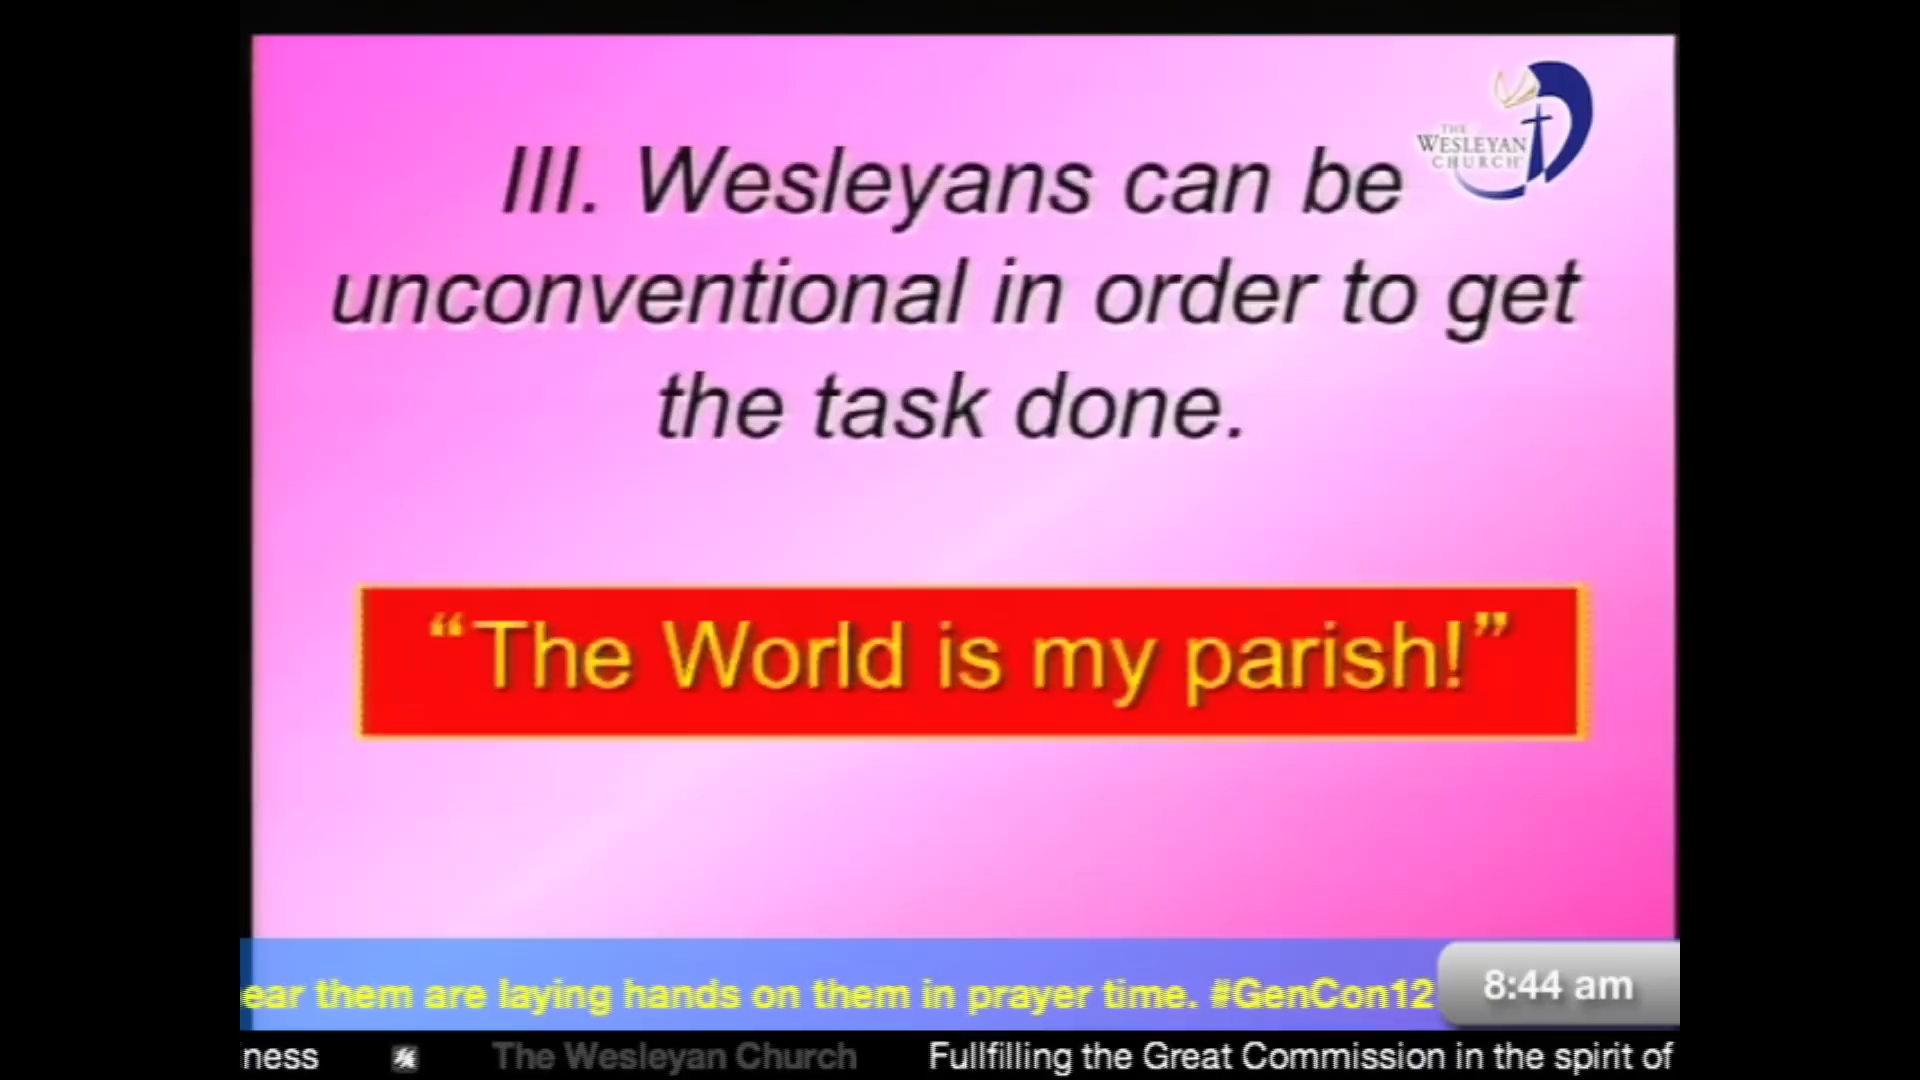 THE
WESLEYAN
CHURCH
III. Wesleyans can be
unconventional in order to get
the task done.
“The World is my parish!”
ear them are laying hands on them in prayer time. #GenCon12
8:44 am
ness The Wesleyan Church Fullfilling the Great Commission in the spirit of